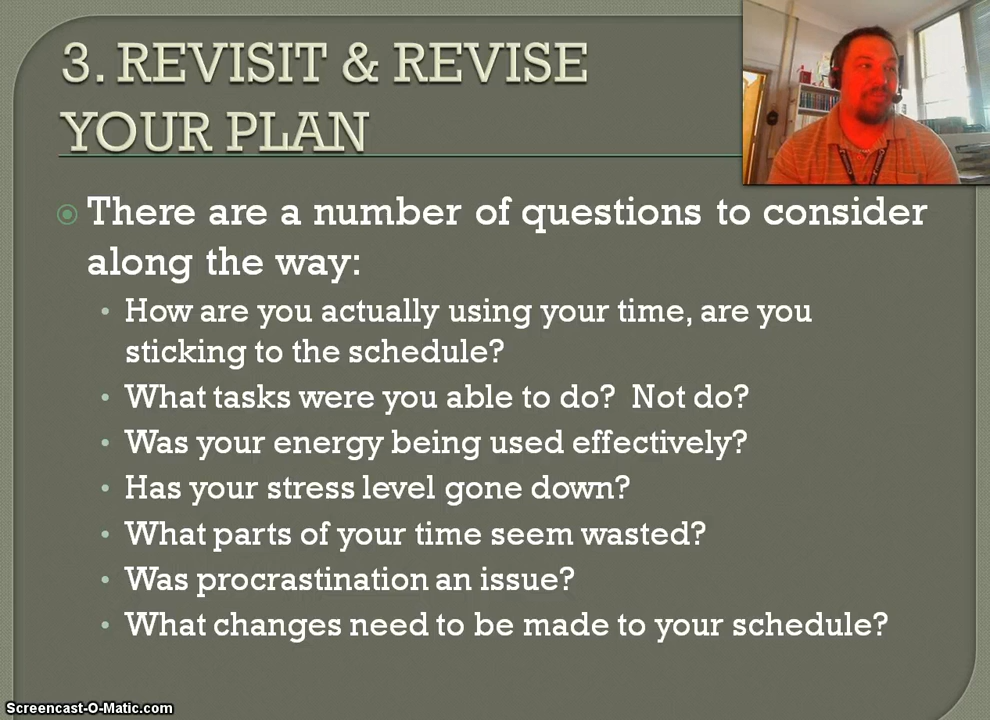 3. REVISIT & REVISE
YOUR PLAN
There are a number of questions to consider
along the way:
• How are you actually using your time, are you
sticking to the schedule?
• What tasks were you able to do?  Not do?
• Was your energy being used effectively?
• Has your stress level gone down?
• What parts of your time seem wasted?
• Was procrastination an issue?
• What changes need to be made to your schedule?
Screencast-O-Matic.com